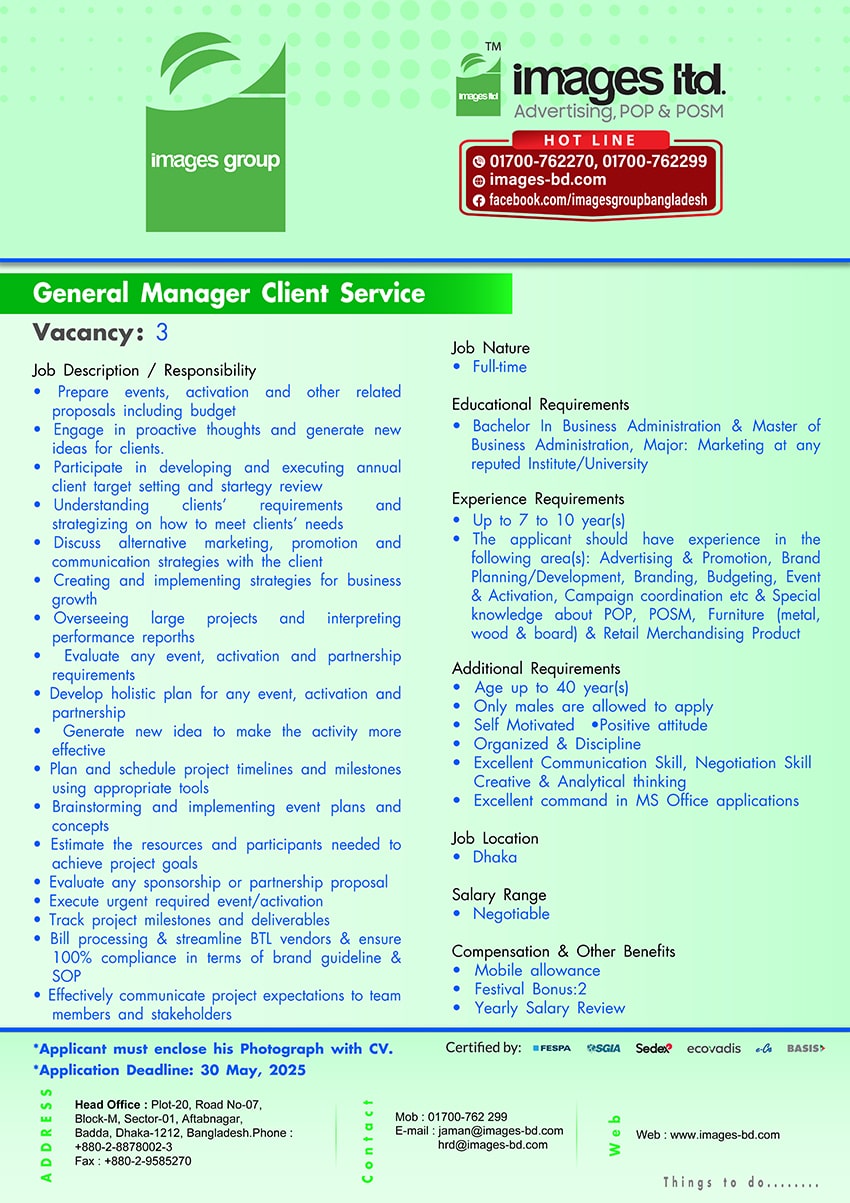 images group
TM
images ltd
images ltd.
Advertising, POP & POSM
HOT LINE
01700-762270, 01700-762299
images-bd.com
facebook.com/imagesgroupbangladesh
General Manager Client Service
Vacancy: 3
Job Description / Responsibility
• Prepare events, activation and other related
proposals including budget
• Engage in proactive thoughts and generate new
ideas for clients.
• Participate in developing and executing annual
client target setting and startegy review
• Understanding clients' requirements and
strategizing on how to meet clients' needs
• Discuss alternative marketing, promotion and
communication strategies with the client
• Creating and implementing strategies for business
growth
• Overseeing large projects and interpreting
performance reporths
• Evaluate any event, activation and partnership
requirements
• Develop holistic plan for any event, activation and
partnership
• Generate new idea to make the activity more
effective
• Plan and schedule project timelines and milestones
using appropriate tools
• Brainstorming and implementing event plans and
concepts
• Estimate the resources and participants needed to
achieve project goals
• Evaluate any sponsorship or partnership proposal
• Execute urgent required event/activation
• Track project milestones and deliverables
• Bill processing & streamline BTL vendors & ensure
100% compliance in terms of brand guideline &
SOP
• Effectively communicate project expectations to team
members and stakeholders
Job Nature
• Full-time
Educational Requirements
• Bachelor In Business Administration & Master of
Business Administration, Major: Marketing at any
reputed Institute/University
Experience Requirements
• Up to 7 to 10 year(s)
• The applicant should have experience in the
following area(s): Advertising & Promotion, Brand
Planning/Development, Branding, Budgeting, Event
& Activation, Campaign coordination etc & Special
knowledge about POP, POSM, Furniture (metal,
wood & board) & Retail Merchandising Product
Additional Requirements
• Age up to 40 year(s)
• Only males are allowed to apply
• Self Motivated •Positive attitude
• Organized & Discipline
• Excellent Communication Skill, Negotiation Skill
Creative & Analytical thinking
• Excellent command in MS Office applications
Job Location
• Dhaka
Salary Range
• Negotiable
Compensation & Other Benefits
• Mobile allowance
• Festival Bonus:2
• Yearly Salary Review
*Applicant must enclose his Photograph with CV.
*Application Deadline: 30 May, 2025
Certified by: FESPA SGIA Sedex ecovadis e-Cs BASIS
ADDRESS
Head Office : Plot-20, Road No-07,
Block-M, Sector-01, Aftabnagar,
Badda, Dhaka-1212, Bangladesh.Phone :
+880-2-8878002-3
Fax : +880-2-9585270
Contact
Mob : 01700-762 299
E-mail : jaman@images-bd.com
hrd@images-bd.com
Web
Web : www.images-bd.com
Things to do........